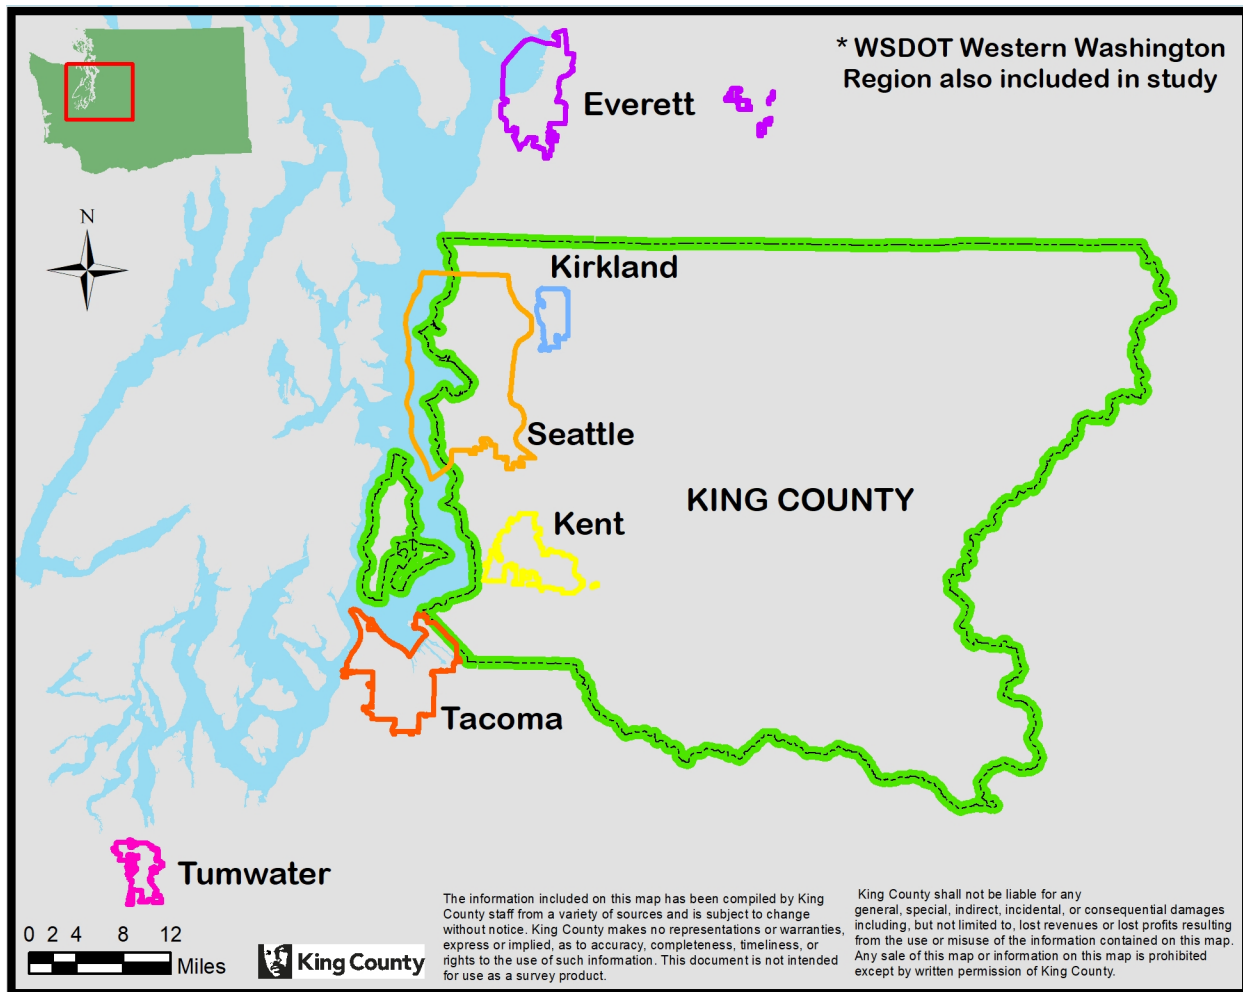 * WSDOT Western Washington
Region also included in study
Everett
N
Kirkland
Seattle
KING COUNTY
Kent
Tacoma
Tumwater
0 2 4 8 12
Miles
King County
The information included on this map has been compiled by King
County staff from a variety of sources and is subject to change
without notice. King County makes no representations or warranties,
express or implied, as to accuracy, completeness, timeliness, or
rights to the use of such information. This document is not intended
for use as a survey product.
King County shall not be liable for any
general, special, indirect, incidental, or consequential damages
including, but not limited to, lost revenues or lost profits resulting
from the use or misuse of the information contained on this map.
Any sale of this map or information on this map is prohibited
except by written permission of King County.